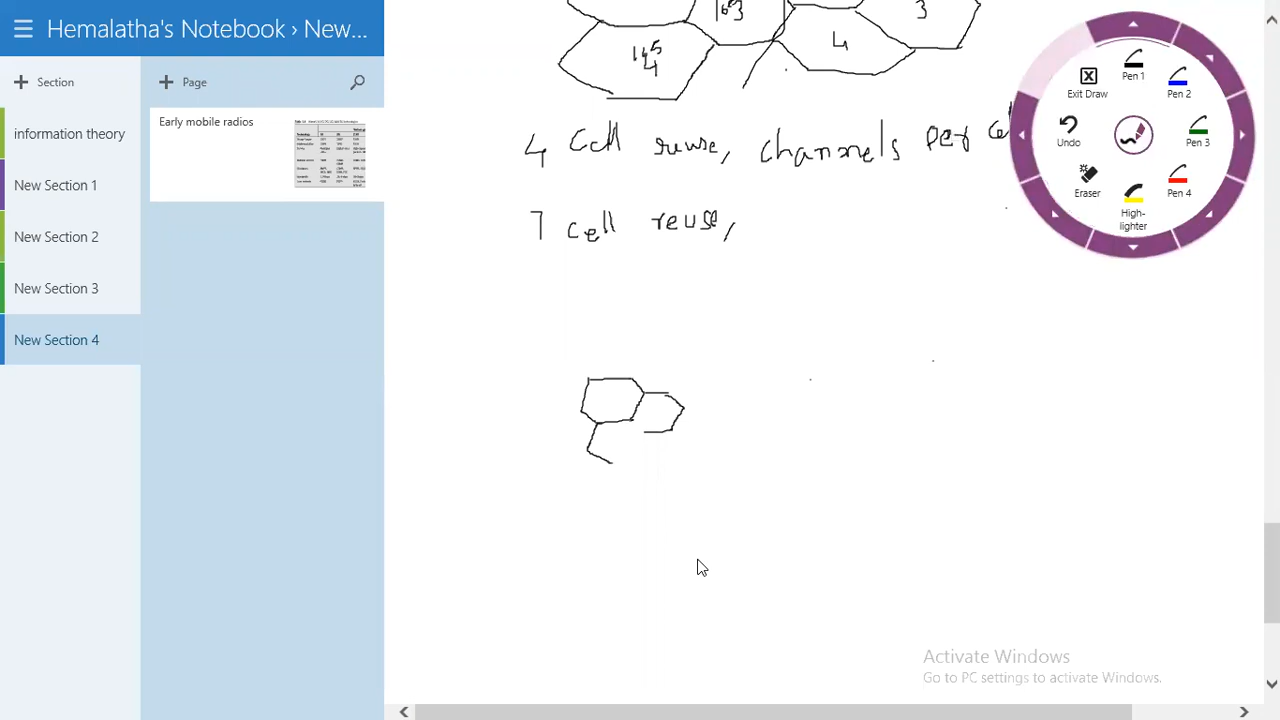 Hemalatha's Notebook › New...
Section
Page
information theory
New Section 1
New Section 2
New Section 3
New Section 4
Early mobile radios
3
4
4 Cell reuse, channels per
7 cell reuse,
Pen 1
Exit Draw
Pen 2
Undo
Pen 3
Eraser
Pen 4
High-
lighter
Activate Windows
Go to PC settings to activate Windows.